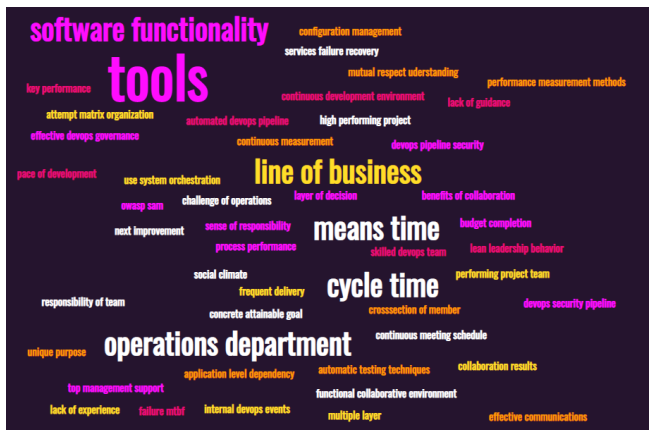 software functionality
configuration management
services failure recovery
tools
mutual respect uderstanding
performance measurement methods
key performance
continuous development environment
lack of guidance
attempt matrix organization
automated devops pipeline
high performing project
effective devops governance
continuous measurement
devops pipeline security
line of business
pace of development
use system orchestration
layer of decision
benefits of collaboration
owasp sam
challenge of operations
means time
next improvement
sense of responsibility
budget completion
process performance
skilled devops team
lean leadership behavior
social climate
cycle time
performing project team
frequent delivery
responsibility of team
concrete attainable goal
crosssection of member
devops security pipeline
operations department
continuous meeting schedule
unique purpose
application level dependency
automatic testing techniques
collaboration results
top management support
functional collaborative environment
lack of experience
failure mtbf
internal devops events
multiple layer
effective communications